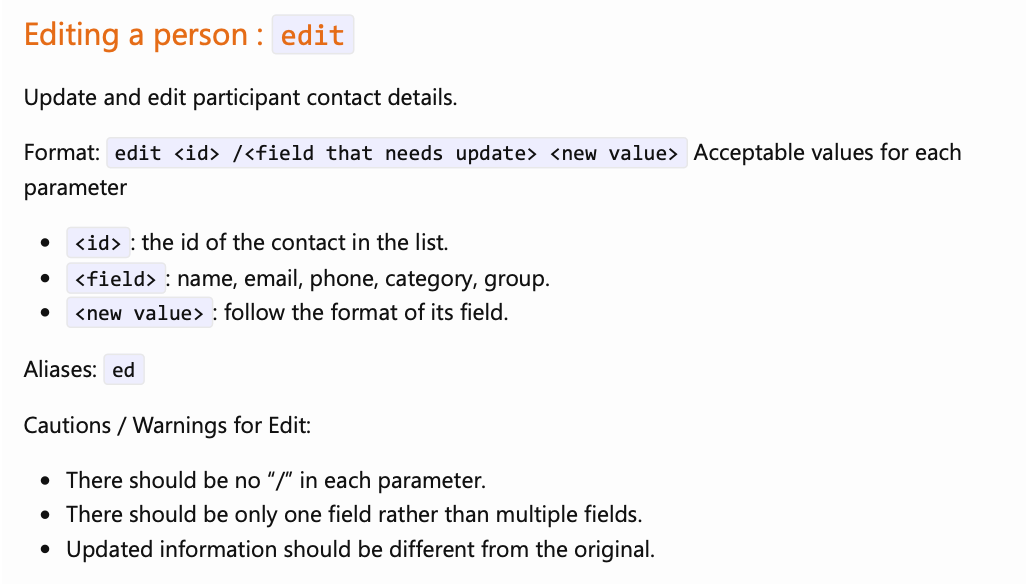 Editing a person : edit
Update and edit participant contact details.
Format: edit <id> /<field that needs update> <new value> Acceptable values for each
parameter
• <id> : the id of the contact in the list.
• <field> : name, email, phone, category, group.
• <new value> : follow the format of its field.
Aliases: ed
Cautions / Warnings for Edit:
• There should be no “/” in each parameter.
• There should be only one field rather than multiple fields.
• Updated information should be different from the original.